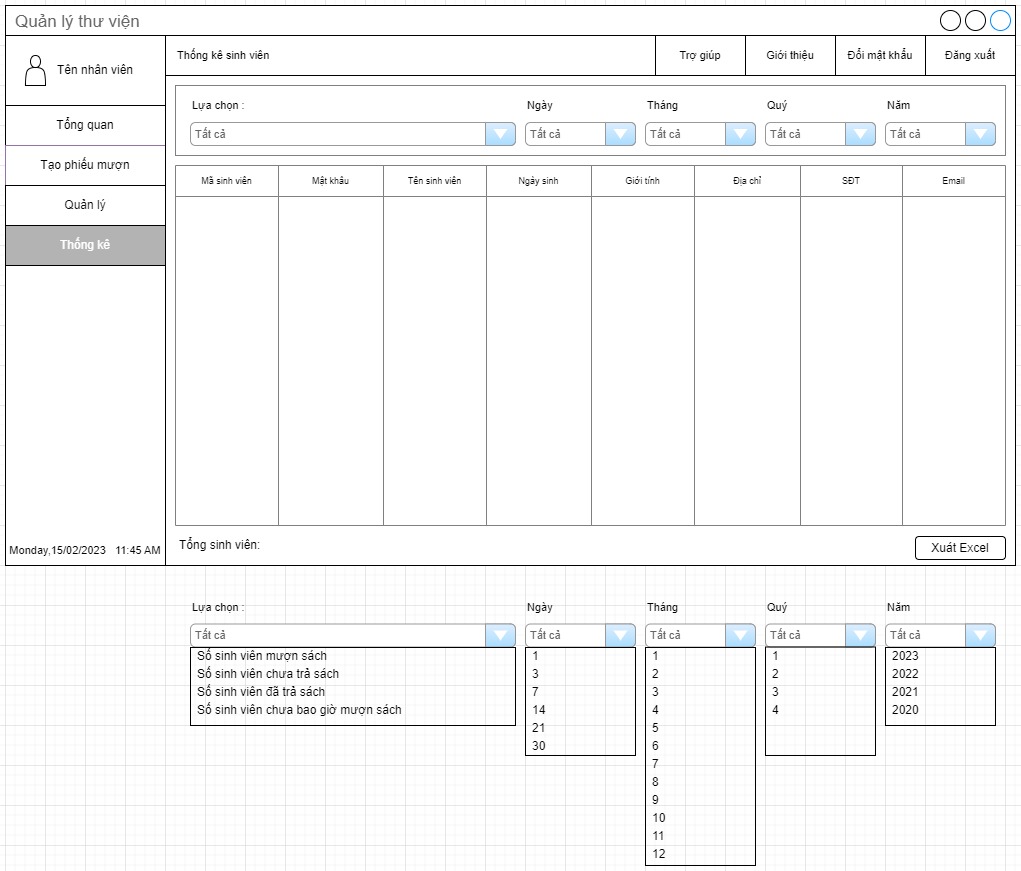 Quản lý thư viện
Tên nhân viên
Thống kê sinh viên
Trợ giúp
Giới thiệu
Đổi mật khẩu
Đăng xuất
Tổng quan
Tạo phiếu mượn
Quản lý
Thống kê
Lựa chọn :
Ngày
Tháng
Quý
Năm
Tất cả
Tất cả
Tất cả
Tất cả
Tất cả
Mã sinh viên
Mật khẩu
Tên sinh viên
Ngày sinh
Giới tính
Địa chỉ
SĐT
Email
Monday,15/02/2023 11:45 AM
Tổng sinh viên:
Xuát Excel
Lựa chọn :
Ngày
Tháng
Quý
Năm
Tất cả
Tất cả
Tất cả
Tất cả
Tất cả
Số sinh viên mượn sách
Số sinh viên chưa trả sách
Số sinh viên đã trả sách
Số sinh viên chưa bao giờ mượn sách
1
3
7
14
21
30
1
2
3
4
5
6
7
8
9
10
11
12
1
2
3
4
2023
2022
2021
2020